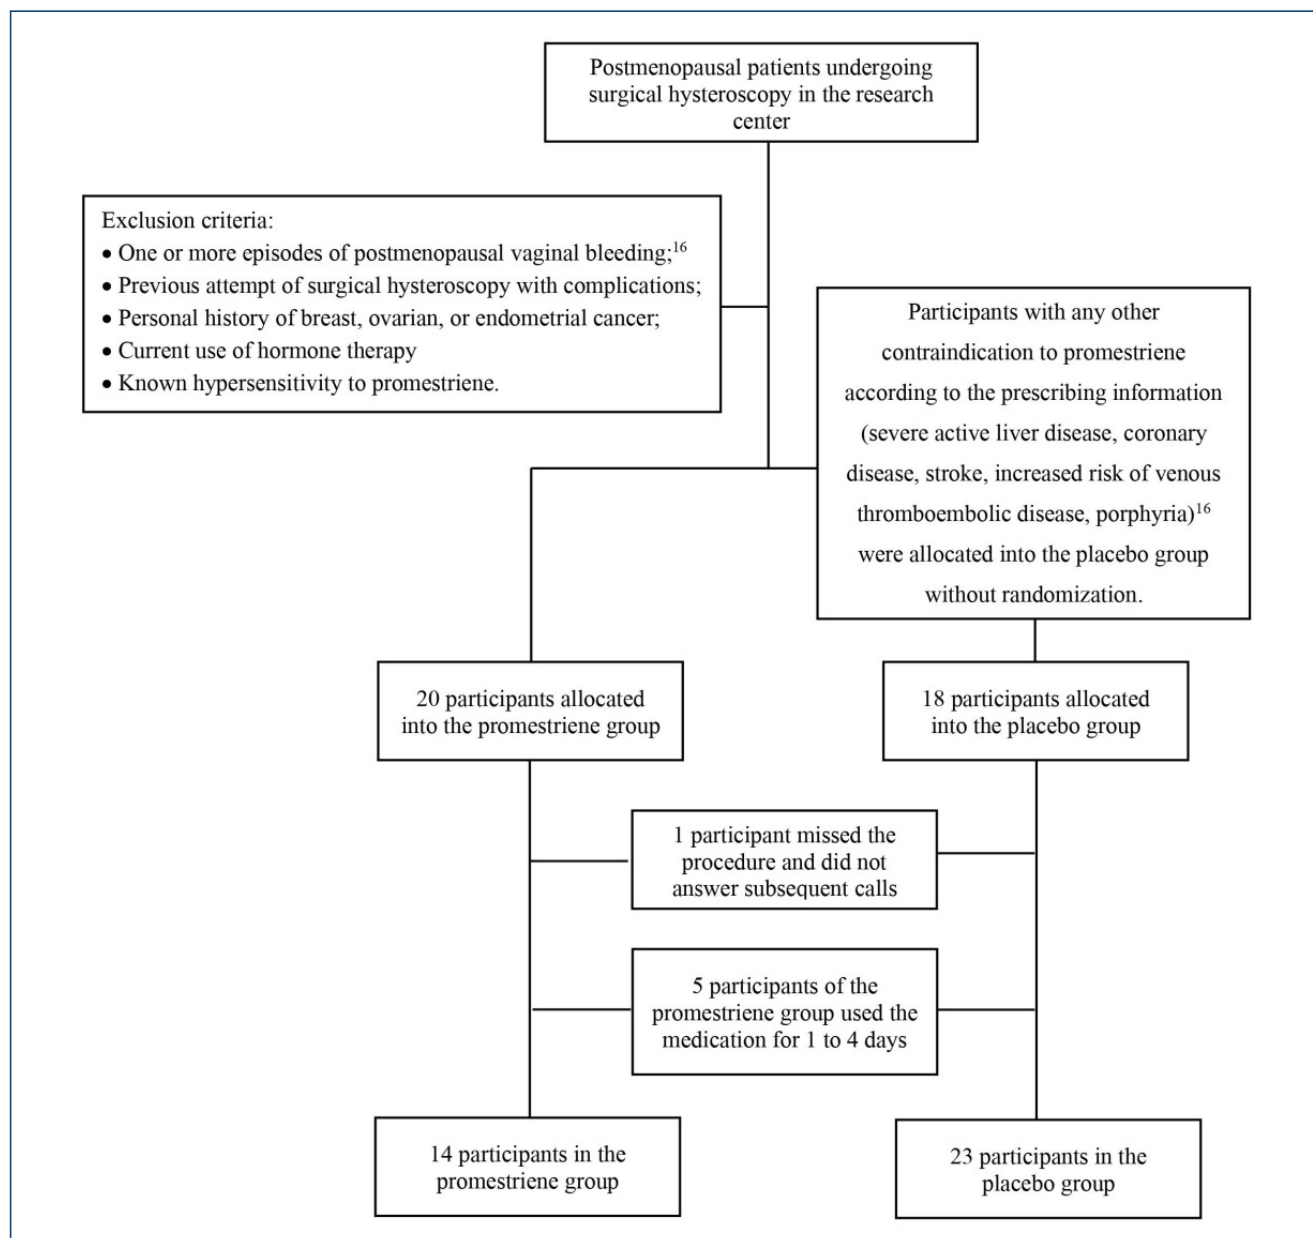 Postmenopausal patients undergoing
surgical hysteroscopy in the research
center
Exclusion criteria:
• One or more episodes of postmenopausal vaginal bleeding;16
• Previous attempt of surgical hysteroscopy with complications;
• Personal history of breast, ovarian, or endometrial cancer;
• Current use of hormone therapy
• Known hypersensitivity to promestriene.
Participants with any other
contraindication to promestriene
according to the prescribing information
(severe active liver disease, coronary
disease, stroke, increased risk of venous
thromboembolic disease, porphyria)16
were allocated into the placebo group
without randomization.
20 participants allocated
into the promestriene group
18 participants allocated
into the placebo group
1 participant missed the
procedure and did not
answer subsequent calls
5 participants of the
promestriene group used the
medication for 1 to 4 days
14 participants in the
promestriene group
23 participants in the
placebo group